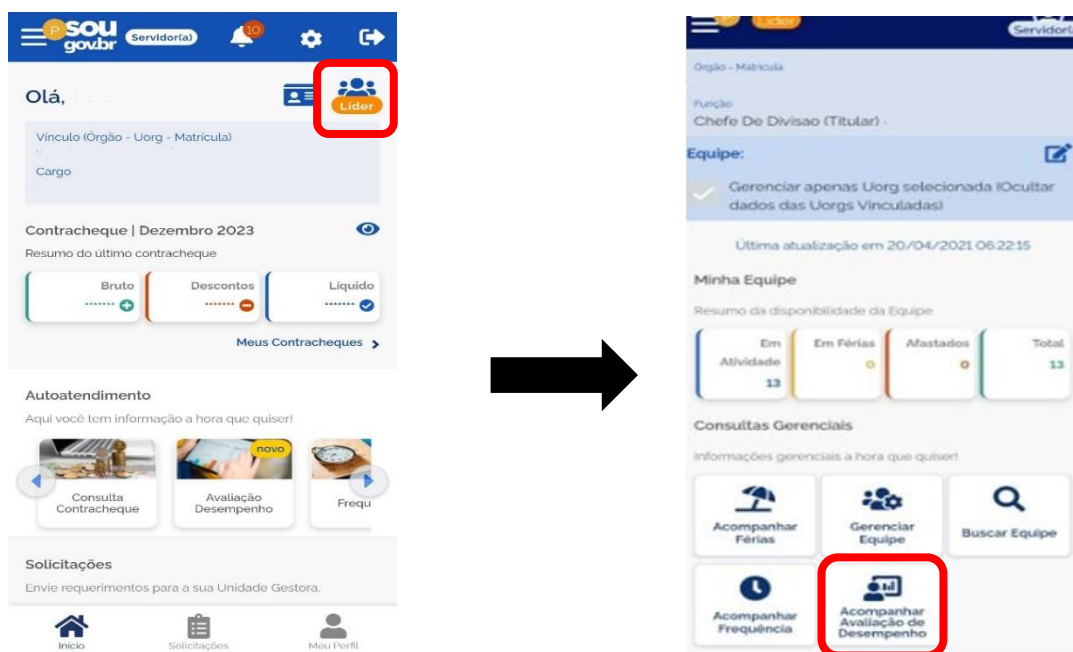 P
sou
gov.br
Servidor(a)
10
Olá,
Líder
Vínculo (Órgão - Uorg - Matrícula)
Cargo
Contracheque | Dezembro 2023
Resumo do último contracheque
Bruto
Descontos
Líquido
Meus Contracheques
Autoatendimento
Aqui você tem informação a hora que quiser!
novo
Consulta
Contracheque
Avaliação
Desempenho
Frequ
Solicitações
Envie requerimentos para a sua Unidade Gestora.
Início
Solicitações
Meu Perfil
P
Líder
Servidor(
Órgão - Matrícula
Função
Chefe De Divisao (Titular) -
Equipe:
Gerenciar apenas Uorg selecionada (Ocultar
dados das Uorgs Vinculadas)
Última atualização em 20/04/2021 06:22:15
Minha Equipe
Resumo da disponibilidade da Equipe
Em
Atividade
13
Em Férias
0
Afastados
0
Total
13
Consultas Gerenciais
Informações gerenciais a hora que quiser!
Acompanhar
Férias
Gerenciar
Equipe
Buscar Equipe
Acompanhar
Frequência
Acompanhar
Avaliação de
Desempenho